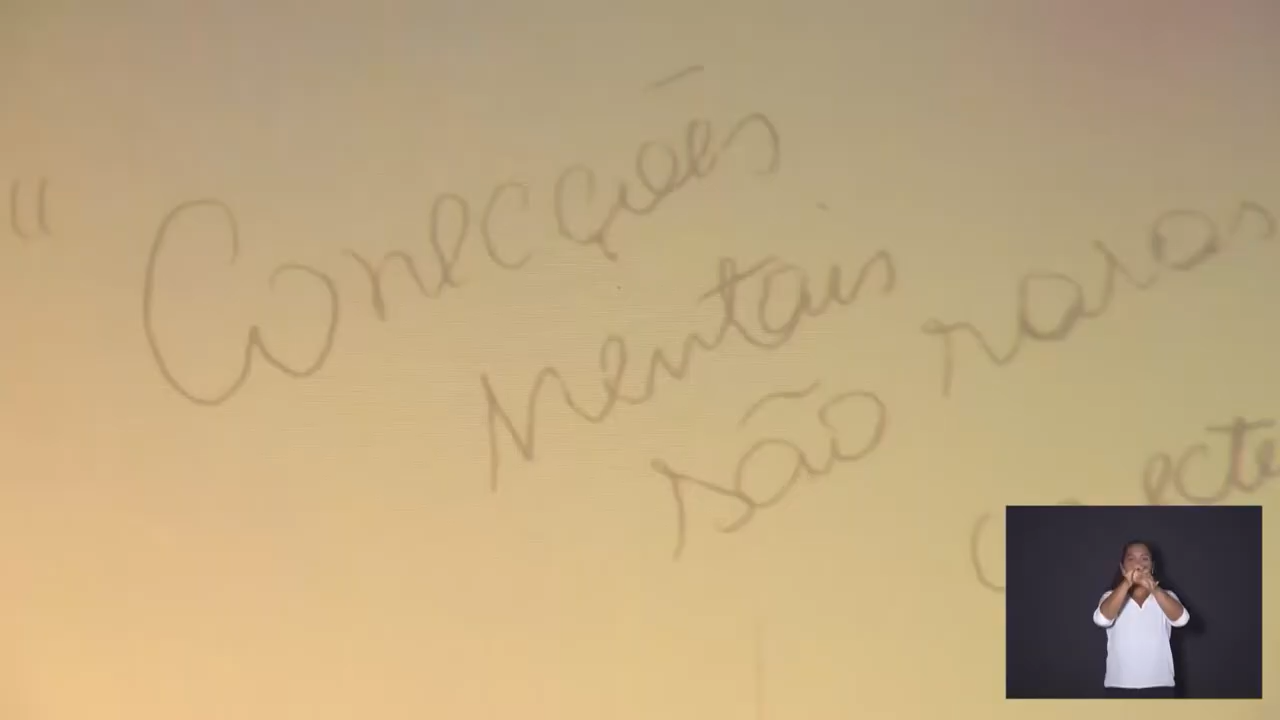 " Conecções
mentais
são raras